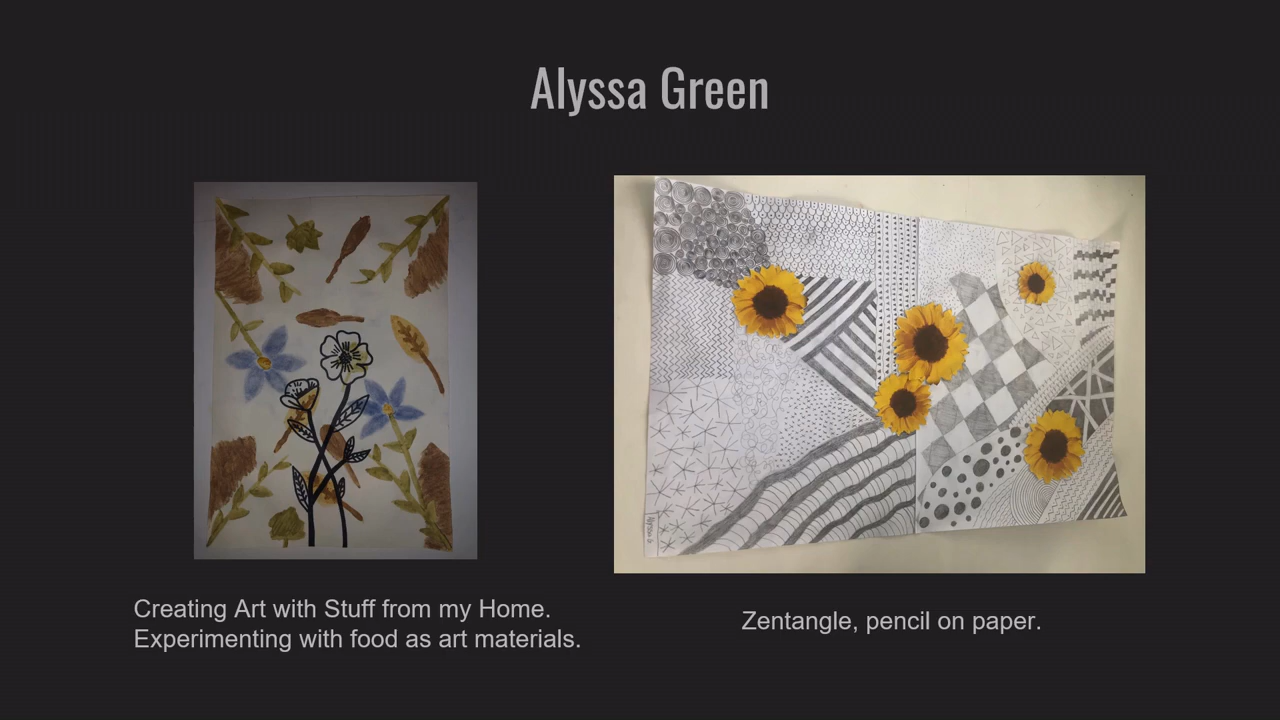 Alyssa Green
Creating Art with Stuff from my Home.
Experimenting with food as art materials.
Zentangle, pencil on paper.